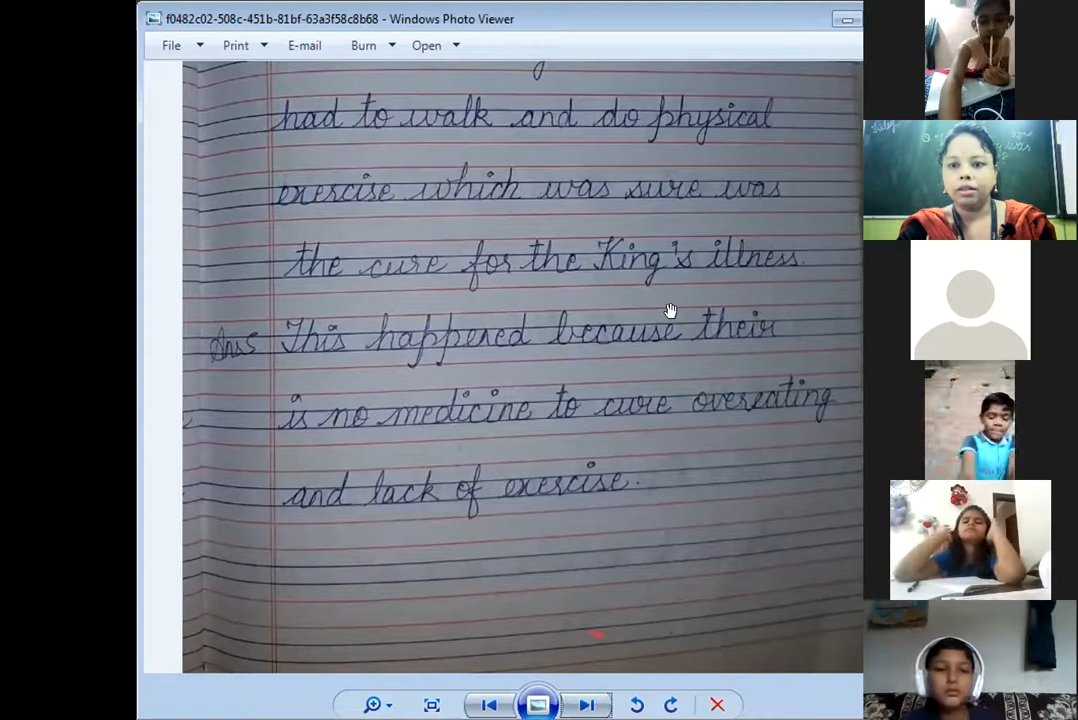 f0482c02-508c-451b-81bf-63a3f58c8b68 - Windows Photo Viewer
File Print E-mail Burn Open
had to walk and do physical
exercise which was sure was
the cure for the King's illness.
Ans5 This happened because their
is no medicine to cure overeating
and lack of exercise.